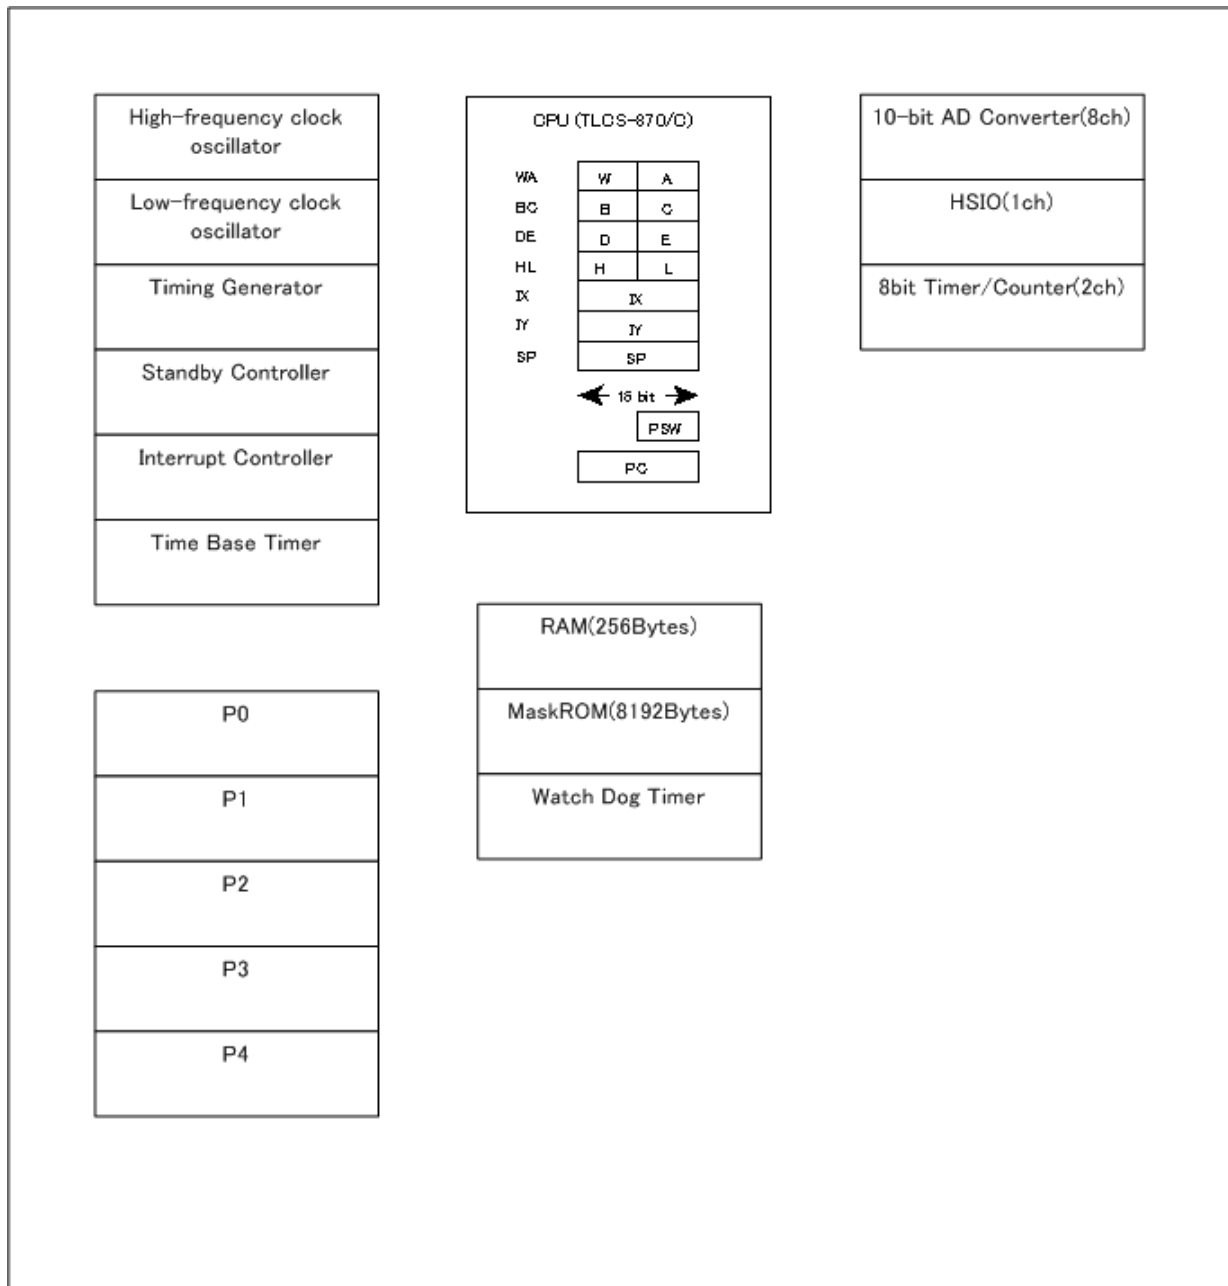 High-frequency clock
oscillator
Low-frequency clock
oscillator
Timing Generator
Standby Controller
Interrupt Controller
Time Base Timer
P0
P1
P2
P3
P4
CPU (TLCS-870/C)
WA W A
BC B C
DE D E
HL H L
IX IX
IY IY
SP SP
16 bit
PSW
PC
RAM(256Bytes)
MaskROM(8192Bytes)
Watch Dog Timer
10-bit AD Converter(8ch)
HSIO(1ch)
8bit Timer/Counter(2ch)